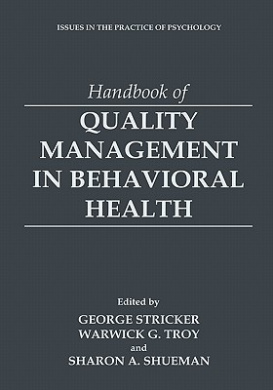 ISSUES IN THE PRACTICE OF PSYCHOLOGY
Handbook of
QUALITY
MANAGEMENT
IN BEHAVIORAL
HEALTH
Edited by
GEORGE STRICKER
WARWICK G. TROY
and
SHARON A. SHUEMAN